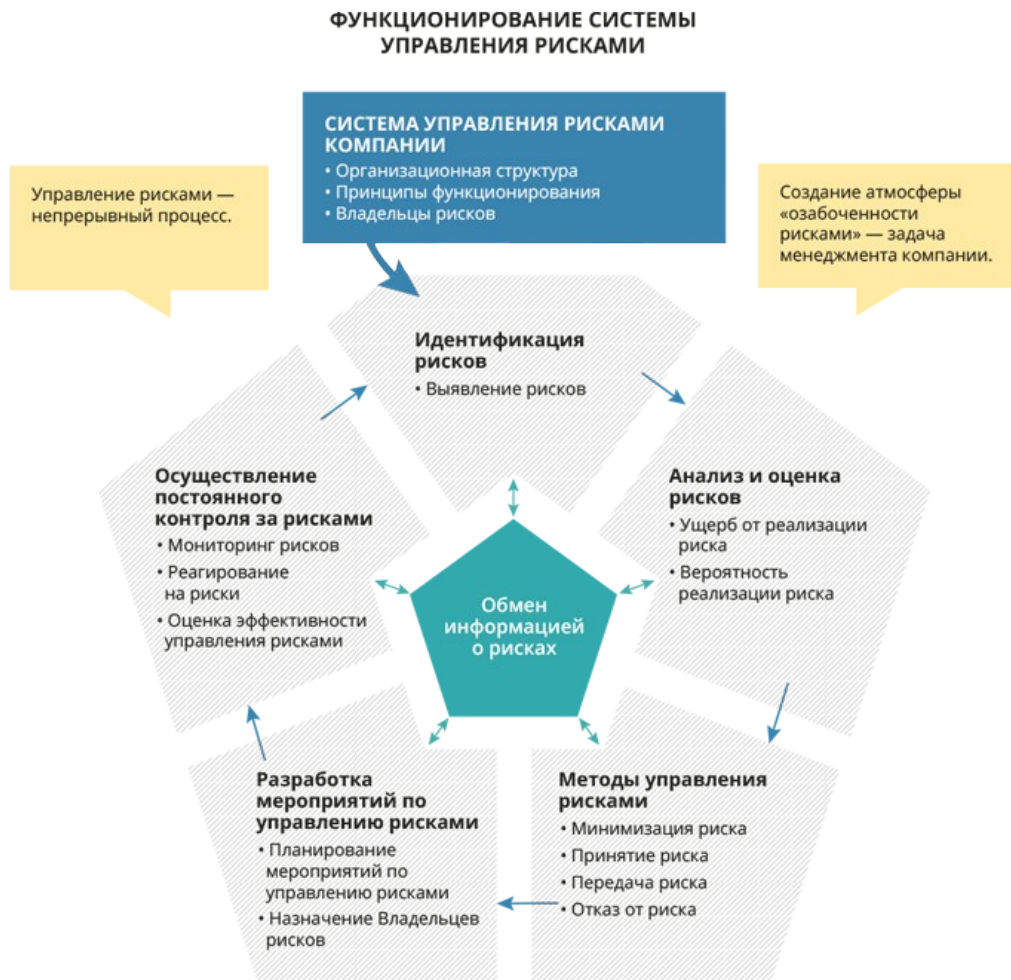 ФУНКЦИОНИРОВАНИЕ СИСТЕМЫ
УПРАВЛЕНИЯ РИСКАМИ
СИСТЕМА УПРАВЛЕНИЯ РИСКАМИ
КОМПАНИИ
• Организационная структура
• Принципы функционирования
• Владельцы рисков
Управление рисками —
непрерывный процесс.
Создание атмосферы
«озабоченности
рисками» — задача
менеджмента компании.
Идентификация
рисков
• Выявление рисков
Анализ и оценка
рисков
• Ущерб от реализации
риска
• Вероятность
реализации риска
Методы управления
рисками
• Минимизация риска
• Принятие риска
• Передача риска
• Отказ от риска
Разработка
мероприятий по
управлению рисками
• Планирование
мероприятий по
управлению рисками
• Назначение Владельцев
рисков
Осуществление
постоянного
контроля за рисками
• Мониторинг рисков
• Реагирование
на риски
• Оценка эффективности
управления рисками
Обмен
информацией
о рисках